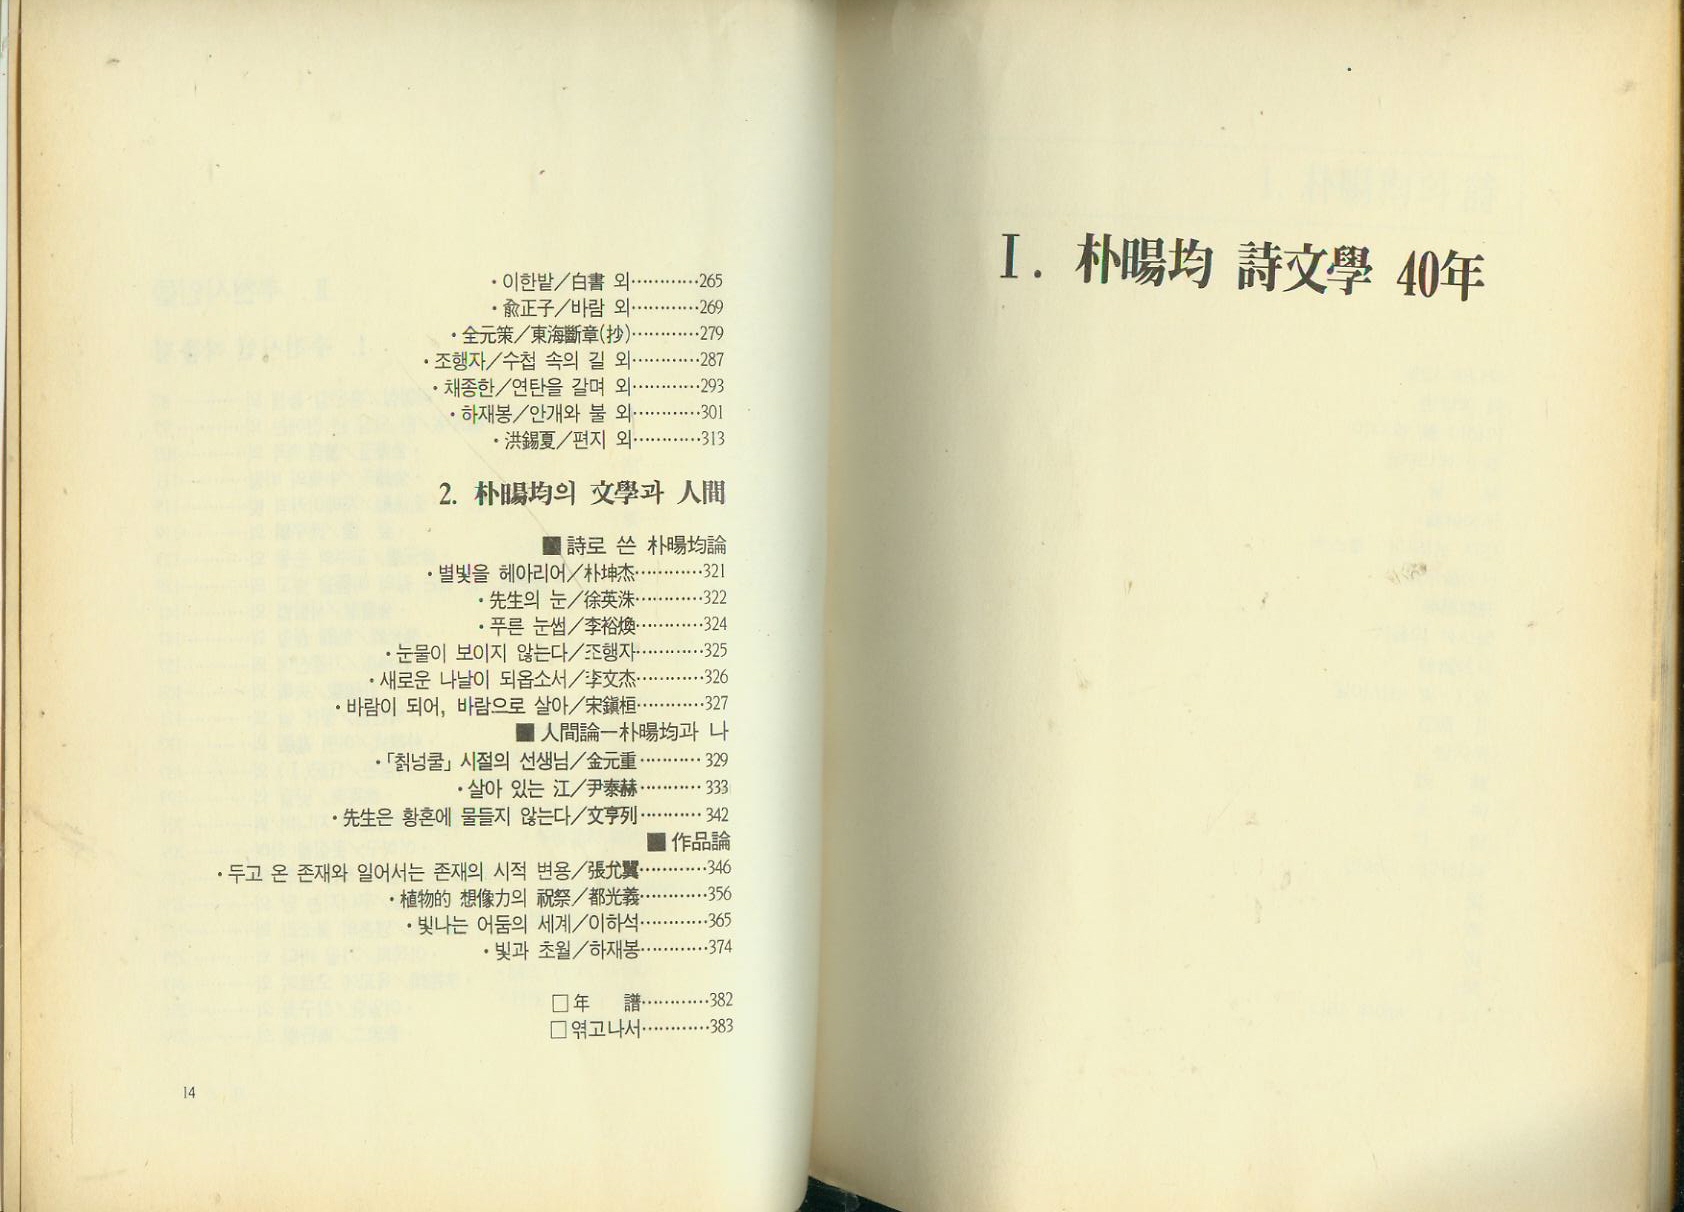 · 이한밭／白書 외…………265
· 兪正子／바람 외…………269
· 全元策／東海斷章(抄)…………279
· 조행자／수첩 속의 길 외…………287
· 채종한／연탄을 갈며 외…………293
· 하재봉／안개와 불 외…………301
· 洪錫夏／편지 외…………313
2. 朴暘均의 文學과 人間
■ 詩로 쓴 朴暘均論
· 별빛을 헤아리어／朴坤杰…………321
· 先生의 눈／徐英洙…………322
· 푸른 눈썹／李裕煥…………324
· 눈물이 보이지 않는다／조행자…………325
· 새로운 나날이 되옵소서／李文杰…………326
· 바람이 되어, 바람으로 살아／宋鎭桓…………327
■ 人間論—朴暘均과 나
· 「칡넝쿨」 시절의 선생님／金元重…………329
· 살아 있는 江／尹泰赫…………333
· 先生은 황혼에 물들지 않는다／文亨列…………342
■ 作品論
· 두고 온 존재와 일어서는 존재의 시적 변용／張允翼…………346
· 植物的 想像力의 祝祭／都光義…………356
· 빛나는 어둠의 세계／이하석…………365
· 빛과 초월／하재봉…………374
□ 年 譜…………382
□ 엮고나서…………383
14
Ⅰ. 朴暘均 詩文學 40年